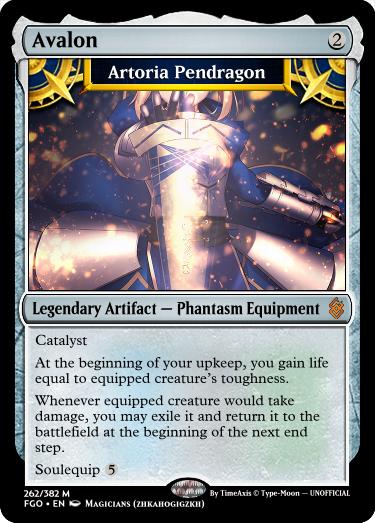 Avalon 2
Artoria Pendragon
Legendary Artifact — Phantasm Equipment
Catalyst
At the beginning of your upkeep, you gain life
equal to equipped creature's toughness.
Whenever equipped creature would take
damage, you may exile it and return it to the
battlefield at the beginning of the next end
step.
Soulequip 5
262/382 M
By TimeAxis © Type-Moon — UNOFFICIAL
FGO • EN Magicians (zhkahogigzkh)